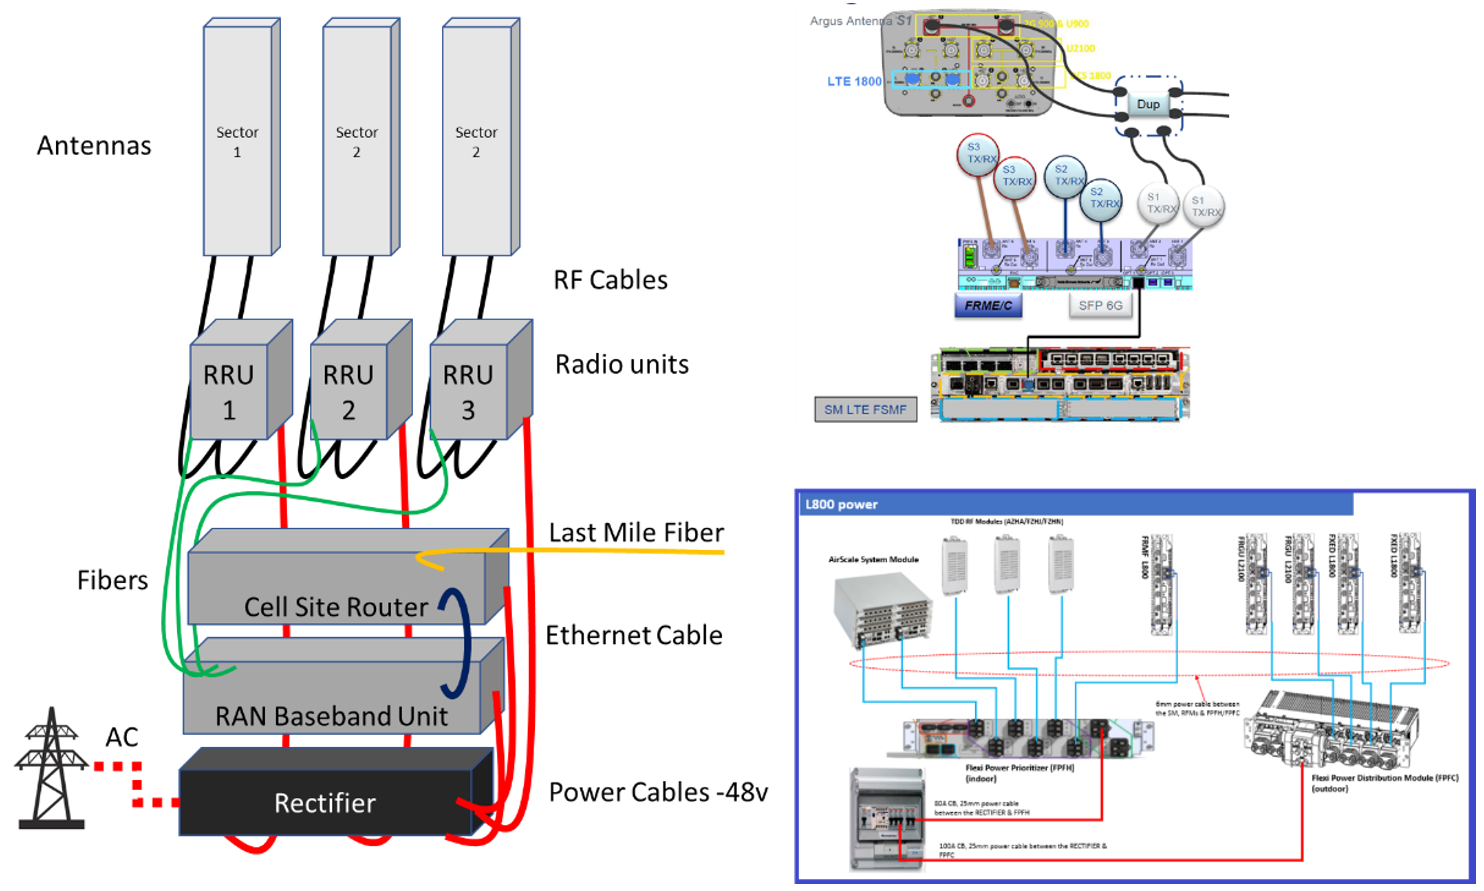 Antennas
Sector
1
Sector
2
Sector
2
RF Cables
RRU
1
RRU
2
RRU
3
Radio units
Last Mile Fiber
Fibers
Cell Site Router
Ethernet Cable
RAN Baseband Unit
AC
Rectifier
Power Cables -48v
Argus Antenna S1
2G 900 & U900
U2100
LTE 1800
DCS 1800
Dup
S3
TX/RX
S3
TX/RX
S2
TX/RX
S2
TX/RX
S1
TX/RX
S1
TX/RX
FRME/C
SFP 6G
SM LTE FSMF
L800 power
TDD RF Modules (AZHA/FZHJ/FZHN)
AirScale System Module
FRMF L800
FRGU L2100
FRGU L2100
FXED L1800
FXED L1800
6mm power cable between
the SM, RFMs & FPFH/FPFC
Flexi Power Prioritizer (FPFH)
(indoor)
Flexi Power Distribution Module (FPFC)
(outdoor)
80A CB, 25mm power cable
between the RECTIFIER & FPFH
100A CB, 25mm power cable between the RECTIFIER &
FPFC